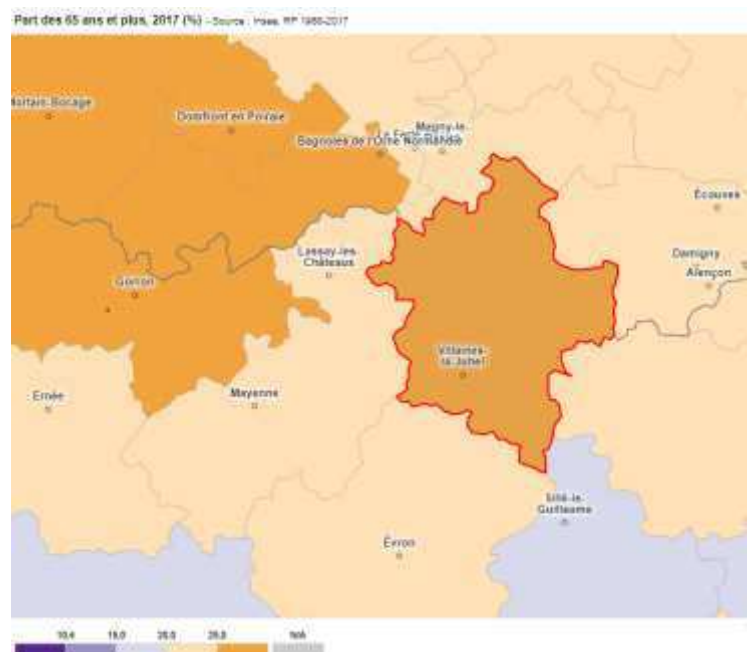 Part des 65 ans et plus, 2017 (%) - Source : Insee, RP 1968-2017
Mortain-Bocage
Domfront en Poiraie
Magny-le-
La Ferté
Bagnoles de l'Orne Normandie
Écouves
Lassay-les-
Châteaux
Damigny
Alençon
Gorron
Villaines-
la-Juhel
Ernée
Mayenne
Sillé-le-
Guillaume
Évron
10,4 15,0 20,0 25,0 N/A